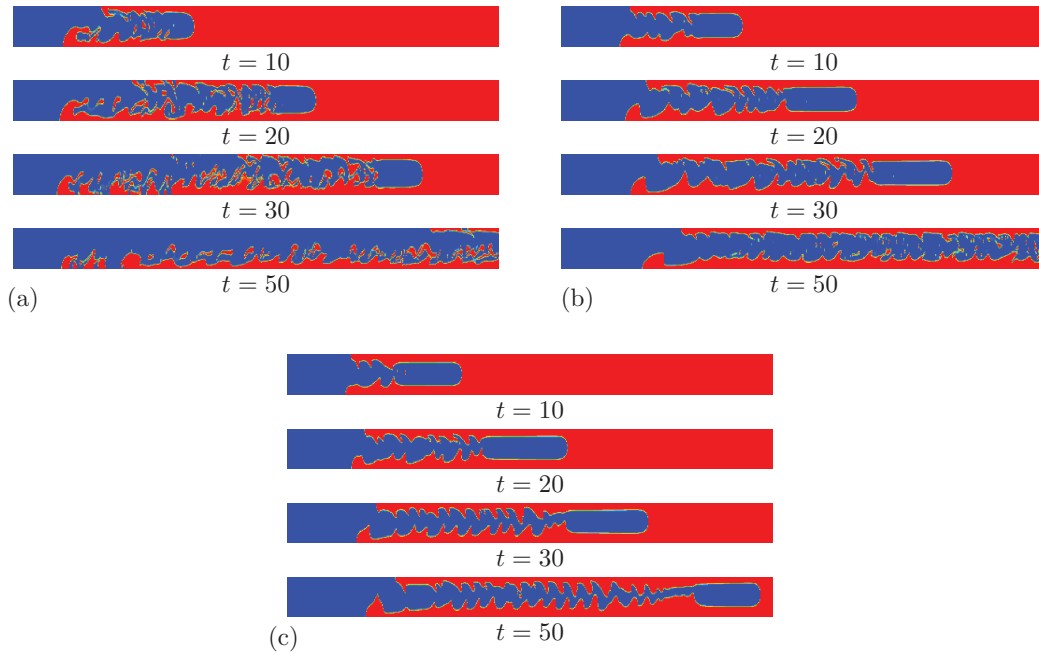 t = 10
t = 20
t = 30
t = 50
(a)
t = 10
t = 20
t = 30
t = 50
(b)
t = 10
t = 20
t = 30
t = 50
(c)